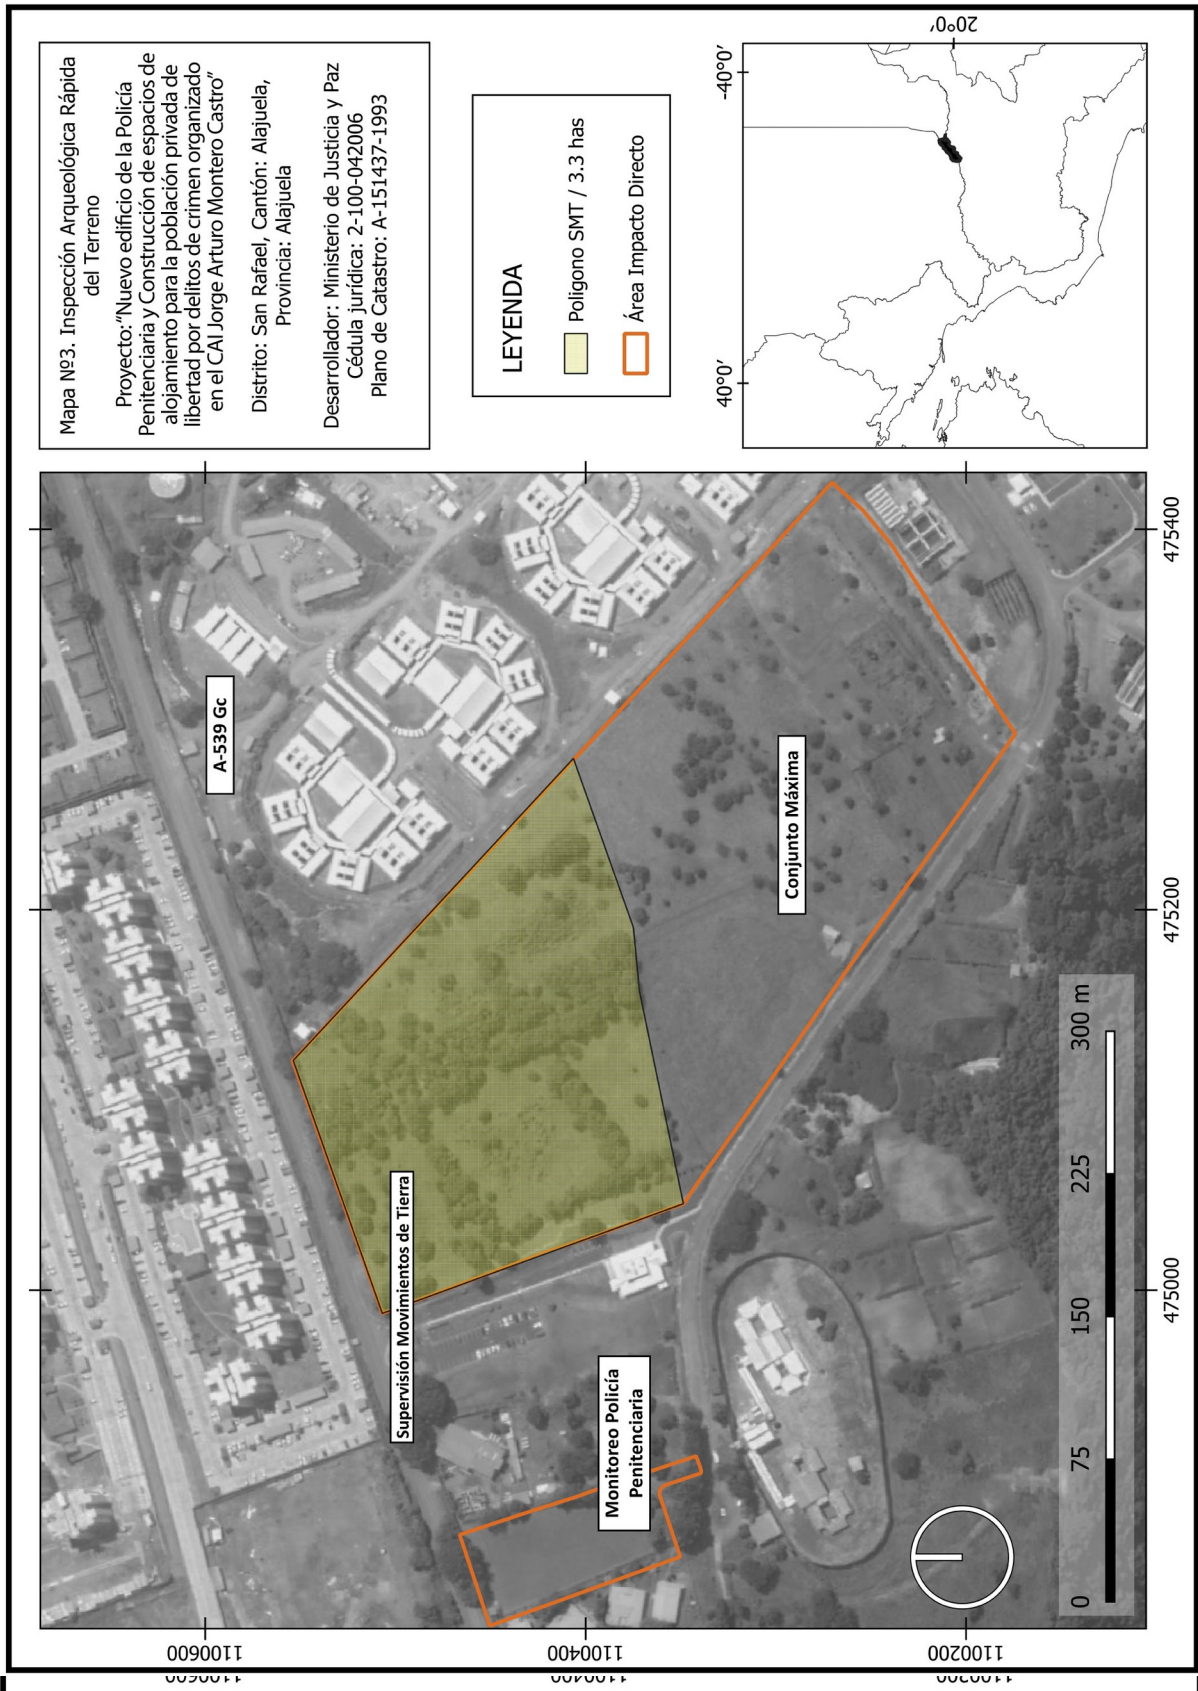 Mapa Nº3. Inspección Arqueológica Rápida
del Terreno
Proyecto:"Nuevo edificio de la Policía
Penitenciaria y Construcción de espacios de
alojamiento para la población privada de
libertad por delitos de crimen organizado
en el CAI Jorge Arturo Montero Castro"
Distrito: San Rafael, Cantón: Alajuela,
Provincia: Alajuela
Desarrollador: Ministerio de Justicia y Paz
Cédula jurídica: 2-100-042006
Plano de Catastro: A-151437-1993
LEYENDA
Poligono SMT / 3.3 has
Área Impacto Directo
40°0'
-40°0'
20°0'
A-539 Gc
Supervisión Movimientos de Tierra
Conjunto Máxima
Monitoreo Policía
Penitenciaria
0 75 150 225 300 m
475000 475200 475400
1100600
1100400
1100200
1100600
1100400
1100200